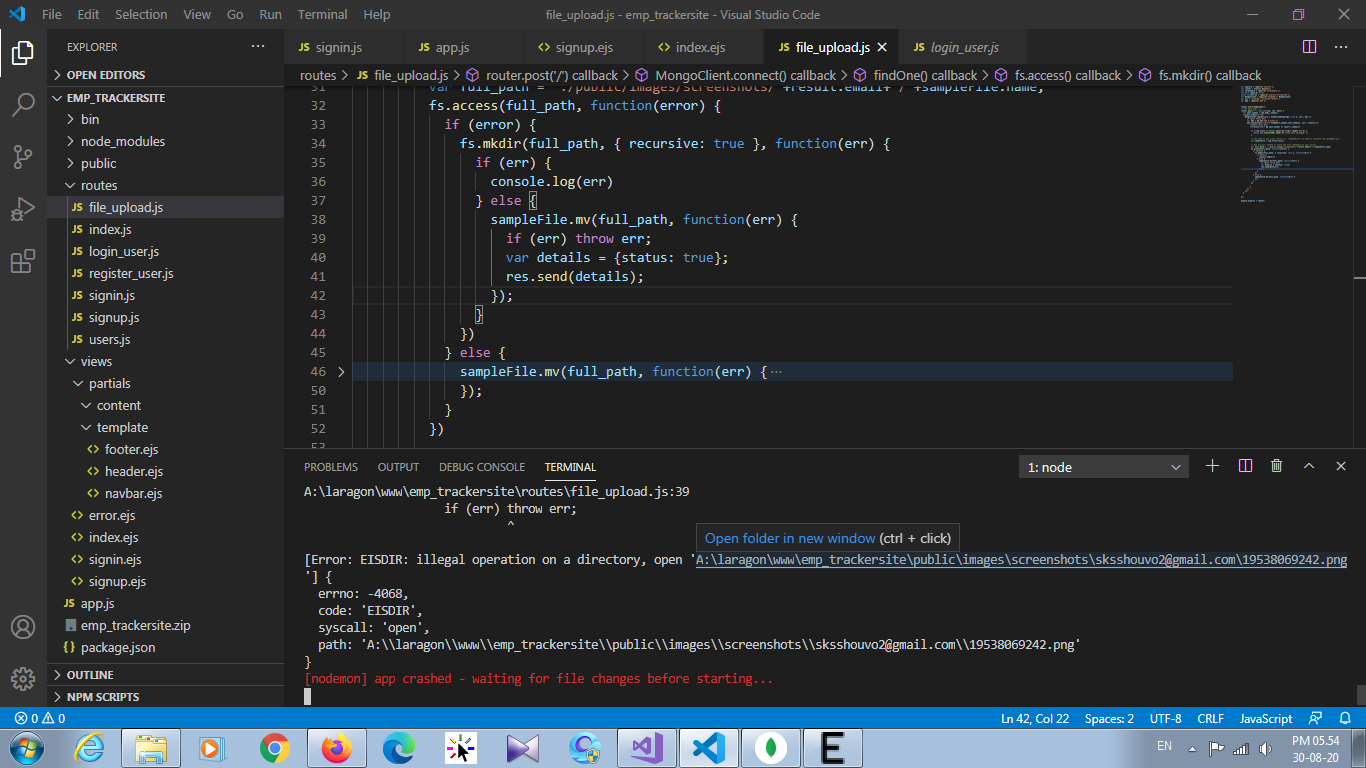 File Edit Selection View Go Run Terminal Help
file_upload.js - emp_trackersite - Visual Studio Code
EXPLORER
OPEN EDITORS
EMP_TRACKERSITE
bin
node_modules
public
routes
JS file_upload.js
JS index.js
JS login_user.js
JS register_user.js
JS signin.js
JS signup.js
JS users.js
views
partials
content
template
<> footer.ejs
<> header.ejs
<> navbar.ejs
<> error.ejs
<> index.ejs
<> signin.ejs
<> signup.ejs
JS app.js
emp_trackersite.zip
{} package.json
OUTLINE
NPM SCRIPTS
JS signin.js JS app.js <> signup.ejs <> index.ejs JS file_upload.js JS login_user.js
routes > JS file_upload.js > router.post('/') callback > MongoClient.connect() callback > findOne() callback > fs.access() callback > fs.mkdir() callback
31 var full_path = "./public/images/screenshots/"+result.email+"/"+sampleFile.name;
32 fs.access(full_path, function(error) {
33 if (error) {
34 fs.mkdir(full_path, { recursive: true }, function(err) {
35 if (err) {
36 console.log(err)
37 } else {
38 sampleFile.mv(full_path, function(err) {
39 if (err) throw err;
40 var details = {status: true};
41 res.send(details);
42 });
43 }
44 })
45 } else {
46 sampleFile.mv(full_path, function(err) {…
50 });
51 }
52 })
53
PROBLEMS OUTPUT DEBUG CONSOLE TERMINAL
1: node
A:\laragon\www\emp_trackersite\routes\file_upload.js:39
if (err) throw err;
^
Open folder in new window (ctrl + click)
[Error: EISDIR: illegal operation on a directory, open 'A:\laragon\www\emp_trackersite\public\images\screenshots\sksshouvo2@gmail.com\19538069242.png
'] {
errno: -4068,
code: 'EISDIR',
syscall: 'open',
path: 'A:\\laragon\\www\\emp_trackersite\\public\\images\\screenshots\\sksshouvo2@gmail.com\\19538069242.png'
}
[nodemon] app crashed - waiting for file changes before starting...
0 0
Ln 42, Col 22 Spaces: 2 UTF-8 CRLF JavaScript
EN
PM 05.54
30-08-20